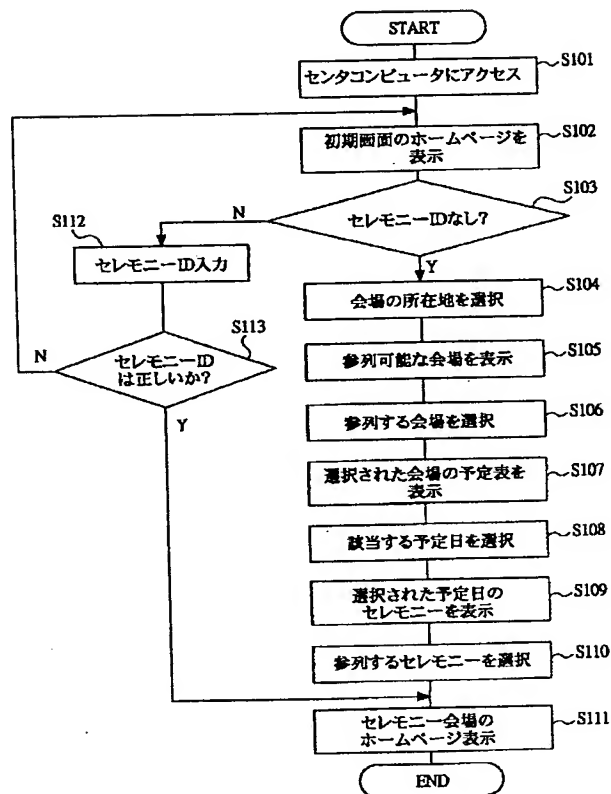 START
センタコンピュータにアクセス
S101
初期画面のホームページを
表示
S102
S103
セレモニーIDなし?
N
Y
S112
セレモニーID入力
S113
セレモニーID
は正しいか?
N
Y
会場の所在地を選択
S104
参列可能な会場を表示
S105
参列する会場を選択
S106
選択された会場の予定表を
表示
S107
該当する予定日を選択
S108
選択された予定日の
セレモニーを表示
S109
参列するセレモニーを選択
S110
セレモニー会場の
ホームページ表示
S111
END